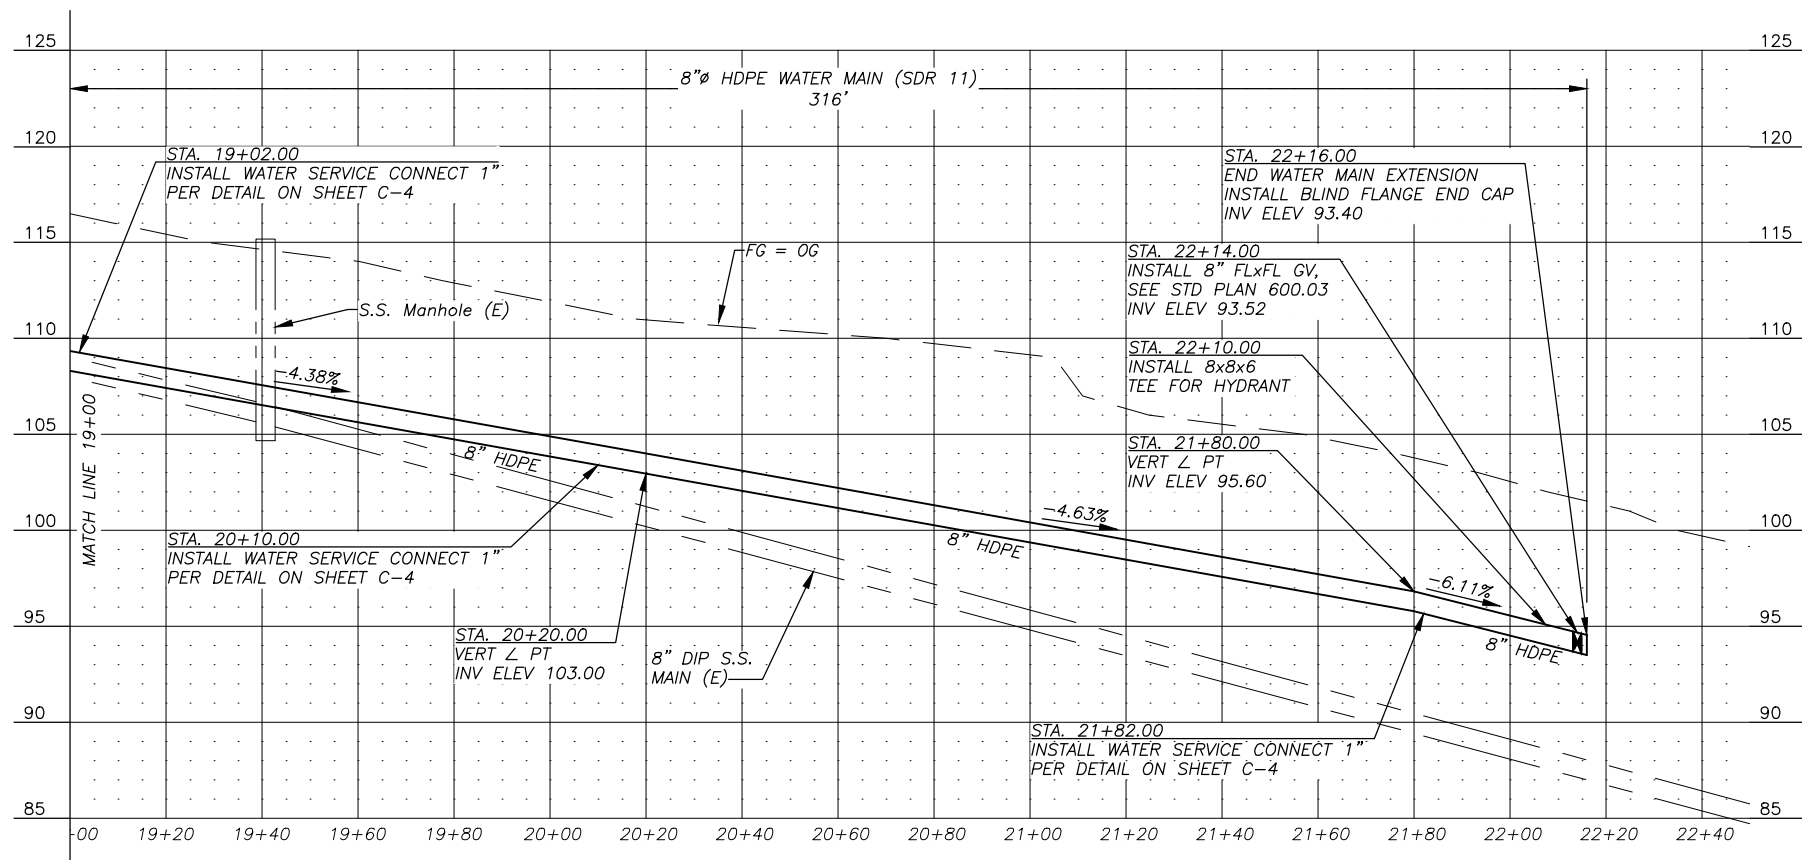 125
125
8"ø HDPE WATER MAIN (SDR 11)
316'
120
120
STA. 19+02.00
INSTALL WATER SERVICE CONNECT 1"
PER DETAIL ON SHEET C-4
STA. 22+16.00
END WATER MAIN EXTENSION
INSTALL BLIND FLANGE END CAP
INV ELEV 93.40
115
115
FG = OG
STA. 22+14.00
INSTALL 8" FLxFL GV,
SEE STD PLAN 600.03
INV ELEV 93.52
S.S. Manhole (E)
110
110
STA. 22+10.00
INSTALL 8x8x6
TEE FOR HYDRANT
-4.38%
MATCH LINE 19+00
105
105
8" HDPE
STA. 21+80.00
VERT ∠ PT
INV ELEV 95.60
-4.63%
100
100
8" HDPE
STA. 20+10.00
INSTALL WATER SERVICE CONNECT 1"
PER DETAIL ON SHEET C-4
-6.11%
95
95
STA. 20+20.00
VERT ∠ PT
INV ELEV 103.00
8" DIP S.S.
MAIN (E)
8" HDPE
90
90
STA. 21+82.00
INSTALL WATER SERVICE CONNECT 1"
PER DETAIL ON SHEET C-4
85
85
-00 19+20 19+40 19+60 19+80 20+00 20+20 20+40 20+60 20+80 21+00 21+20 21+40 21+60 21+80 22+00 22+20 22+40